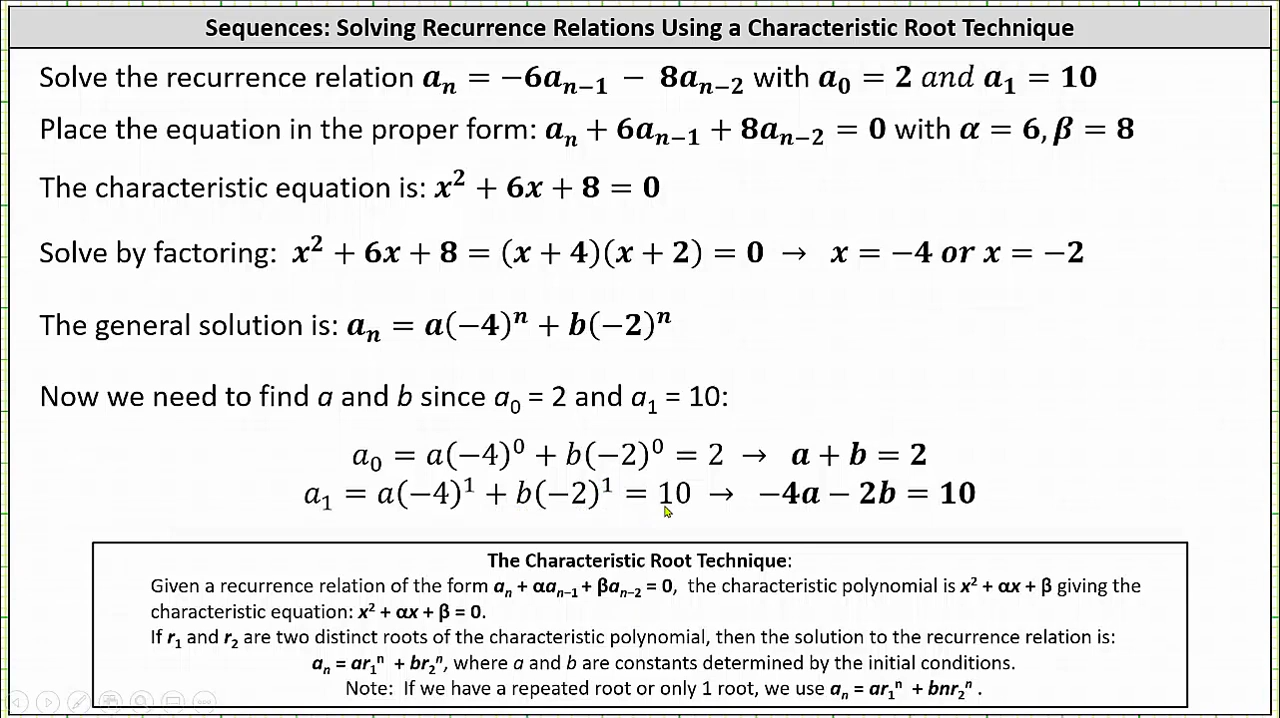 Sequences: Solving Recurrence Relations Using a Characteristic Root Technique
Solve the recurrence relation aₙ = −6aₙ₋₁ − 8aₙ₋₂ with a₀ = 2 and a₁ = 10
Place the equation in the proper form: aₙ + 6aₙ₋₁ + 8aₙ₋₂ = 0 with α = 6, β = 8
The characteristic equation is: x² + 6x + 8 = 0
Solve by factoring: x² + 6x + 8 = (x + 4)(x + 2) = 0 → x = −4 or x = −2
The general solution is: aₙ = a(−4)ⁿ + b(−2)ⁿ
Now we need to find a and b since a₀ = 2 and a₁ = 10:
a₀ = a(−4)⁰ + b(−2)⁰ = 2 → a + b = 2
a₁ = a(−4)¹ + b(−2)¹ = 10 → −4a − 2b = 10
The Characteristic Root Technique:
Given a recurrence relation of the form aₙ + αaₙ₋₁ + βaₙ₋₂ = 0, the characteristic polynomial is x² + αx + β giving the
characteristic equation: x² + αx + β = 0.
If r₁ and r₂ are two distinct roots of the characteristic polynomial, then the solution to the recurrence relation is:
aₙ = ar₁ⁿ + br₂ⁿ, where a and b are constants determined by the initial conditions.
Note: If we have a repeated root or only 1 root, we use aₙ = ar₁ⁿ + bnr₂ⁿ .